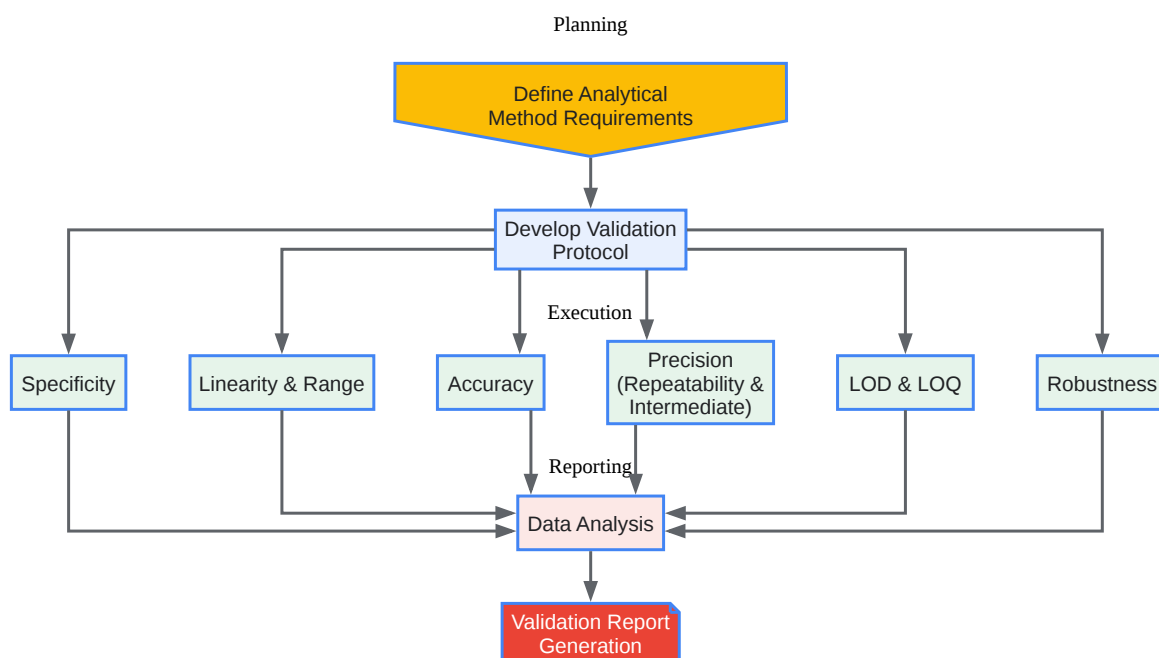 Planning
Define Analytical
Method Requirements
Develop Validation
Protocol
Execution
Specificity
Linearity & Range
Accuracy
Precision
(Repeatability &
Intermediate)
LOD & LOQ
Robustness
Reporting
Data Analysis
Validation Report
Generation